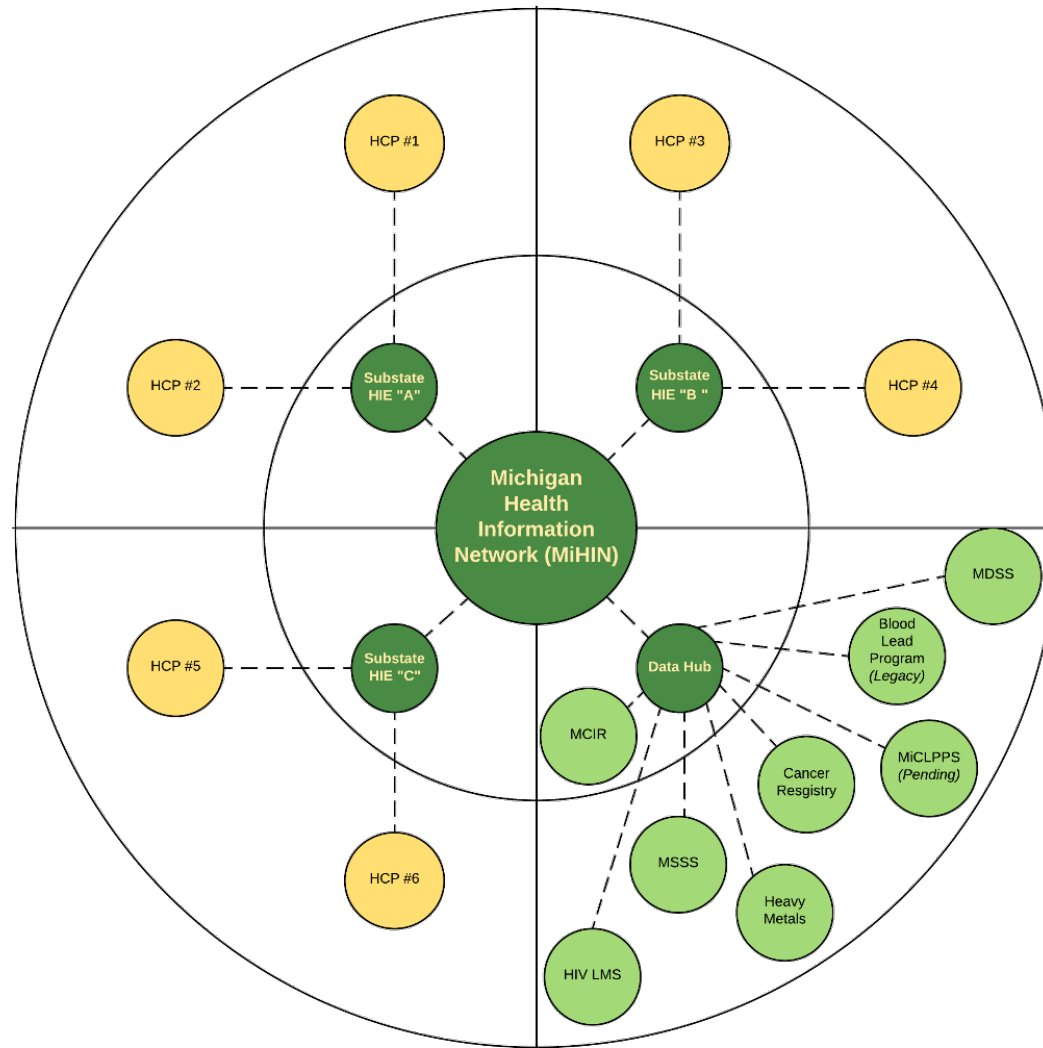 HCP #1
HCP #3
HCP #2
Substate
HIE "A"
Substate
HIE "B "
HCP #4
Michigan
Health
Information
Network (MiHIN)
MDSS
Blood
Lead
Program
(Legacy)
HCP #5
Substate
HIE "C"
Data Hub
MCIR
Cancer
Resgistry
MiCLPPS
(Pending)
MSSS
HCP #6
Heavy
Metals
HIV LMS